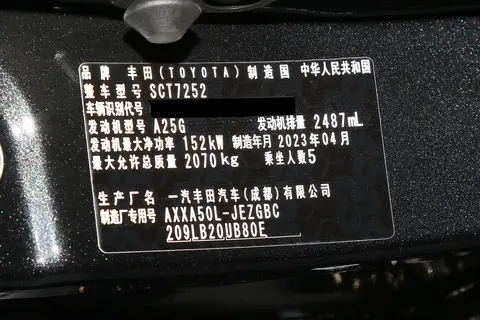 品牌 丰田(TOYOTA) 制造国 中华人民共和国
整车型号 SCT7252
车辆识别代号
发动机型号 A25G 发动机排量 2487mL
发动机最大净功率 152kW 制造年月 2023年04月
最大允许总质量 2070kg 乘坐人数5
生产厂名 一汽丰田汽车(成都)有限公司
制造厂专用号 AXXA50L-JEZGBC
209LB20UB80E